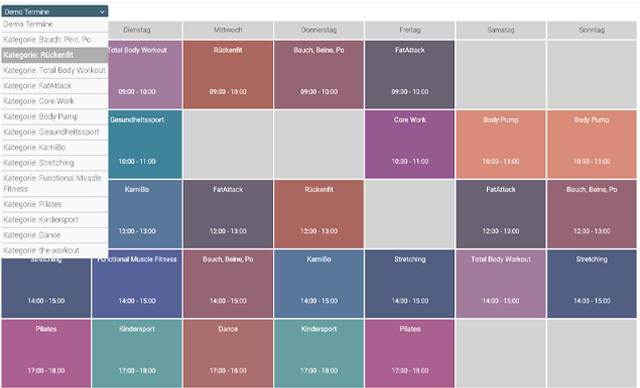 Demo Termine
Demo Termine
Kategorie: Bauch, Pein, Po
Kategorie: Rückenfit
Kategorie: Total Body Workout
Kategorie: FatAttack
Kategorie: Core Work
Kategorie: Body Pump
Kategorie: Gesundheitssport
Kategorie: KamiBo
Kategorie: Stretching
Kategorie: Functional Muscle
Fitness
Kategorie: Pilates
Kategorie: Kindersport
Kategorie: Dance
Kategorie: the workout
Dienstag Mittwoch Donnerstag Freitag Samstag Sonntag
Total Body Workout Rückenfit Bauch, Beine, Po FatAttack
09:00 - 10:00 09:00 - 10:00 09:00 - 10:00 09:00 - 10:00
Gesundheitssport Core Work Body Pump Body Pump
10:00 - 11:00 10:00 - 11:00 10:00 - 11:00 10:00 - 11:00
KamiBo FatAttack Rückenfit FatAttack Bauch, Beine, Po
12:00 - 13:00 12:00 - 13:00 12:00 - 13:00 12:00 - 13:00 12:00 - 13:00
Stretching Functional Muscle Fitness Bauch, Beine, Po KamiBo Stretching Total Body Workout Stretching
14:00 - 15:00 14:00 - 15:00 14:00 - 15:00 14:00 - 15:00 14:00 - 15:00 14:00 - 15:00 14:00 - 15:00
Pilates Kindersport Dance Kindersport Pilates
17:00 - 18:00 17:00 - 18:00 17:00 - 18:00 17:00 - 18:00 17:00 - 18:00